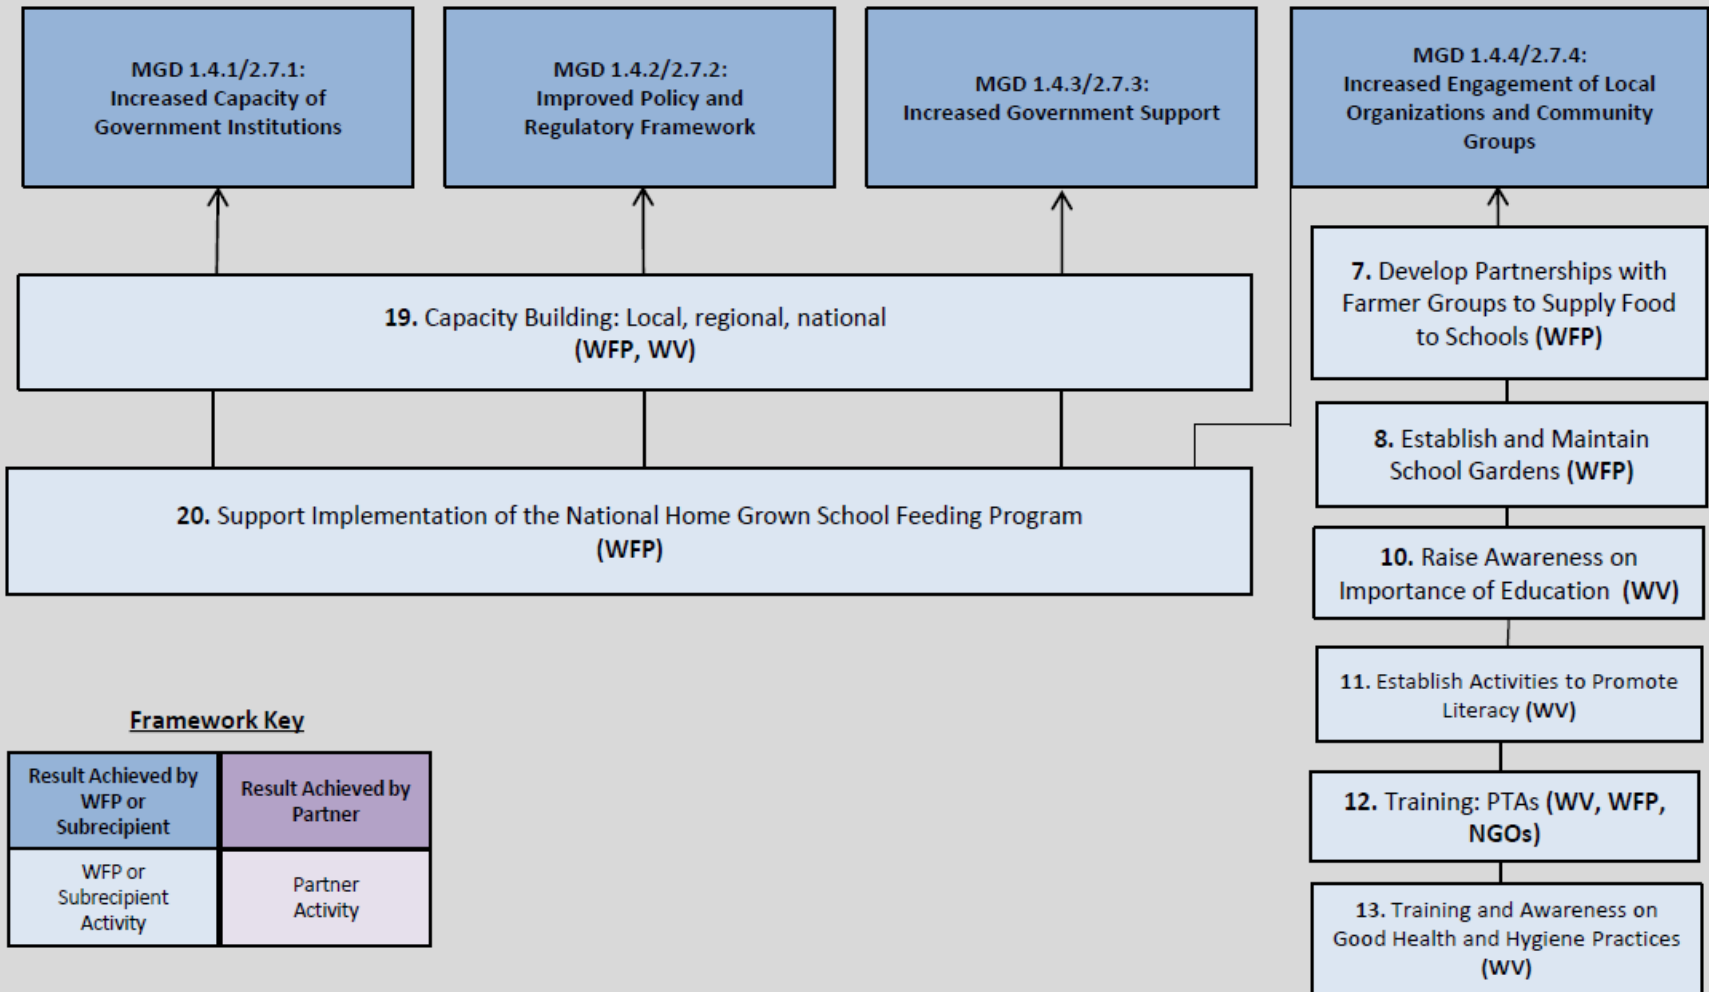 MGD 1.4.1/2.7.1:
Increased Capacity of
Government Institutions
MGD 1.4.2/2.7.2:
Improved Policy and
Regulatory Framework
MGD 1.4.3/2.7.3:
Increased Government Support
MGD 1.4.4/2.7.4:
Increased Engagement of Local
Organizations and Community
Groups
19. Capacity Building: Local, regional, national
(WFP, WV)
20. Support Implementation of the National Home Grown School Feeding Program
(WFP)
7. Develop Partnerships with
Farmer Groups to Supply Food
to Schools (WFP)
8. Establish and Maintain
School Gardens (WFP)
10. Raise Awareness on
Importance of Education (WV)
11. Establish Activities to Promote
Literacy (WV)
12. Training: PTAs (WV, WFP,
NGOs)
13. Training and Awareness on
Good Health and Hygiene Practices
(WV)
Framework Key
Result Achieved by
WFP or
Subrecipient
Result Achieved by
Partner
WFP or
Subrecipient
Activity
Partner
Activity